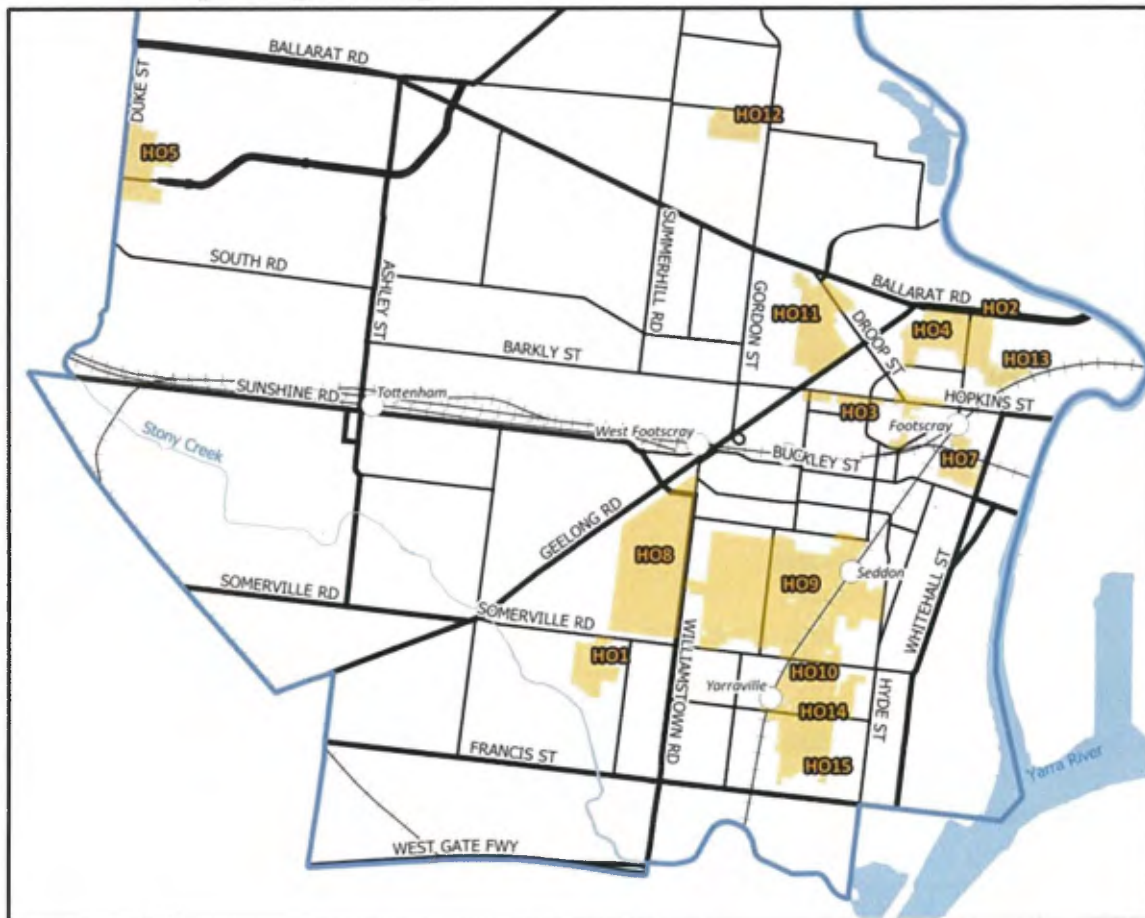 BALLARAT RD
DUKE ST
HO12
HO5
SUMMERHILL RD
SOUTH RD
ASHLEY ST
GORDON ST
BALLARAT RD
HO2
HO11
DROOP ST
HO4
BARKLY ST
HO13
SUNSHINE RD
Tottenham
HO3
HOPKINS ST
Footscray
West Footscray
Stony Creek
BUCKLEY ST
HO7
GEELONG RD
HO8
HO9
Seddon
WHITEHALL ST
SOMERVILLE RD
SOMERVILLE RD
HO1
WILLIAMSTOWN RD
HO10
Yarraville
HO14
HYDE ST
FRANCIS ST
HO15
Yarra River
WEST GATE FWY